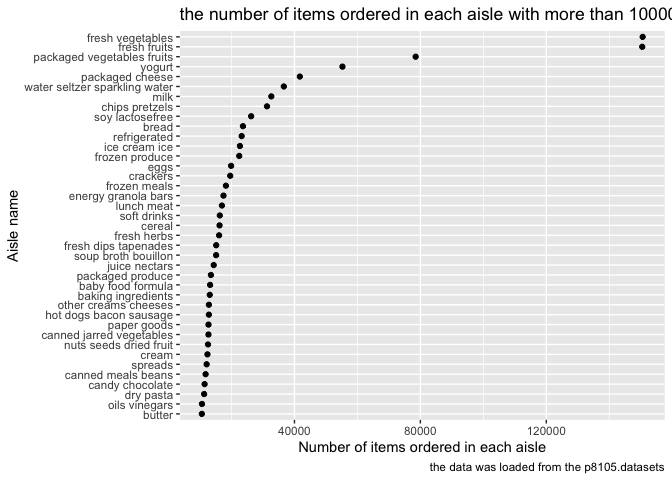 the number of items ordered in each aisle with more than 10000
fresh vegetables
fresh fruits
packaged vegetables fruits
yogurt
packaged cheese
water seltzer sparkling water
milk
chips pretzels
soy lactosefree
bread
refrigerated
ice cream ice
frozen produce
eggs
crackers
frozen meals
energy granola bars
lunch meat
soft drinks
cereal
fresh herbs
fresh dips tapenades
soup broth bouillon
juice nectars
packaged produce
baby food formula
baking ingredients
other creams cheeses
hot dogs bacon sausage
paper goods
canned jarred vegetables
nuts seeds dried fruit
cream
spreads
canned meals beans
candy chocolate
dry pasta
oils vinegars
butter
Aisle name
40000 80000 120000
Number of items ordered in each aisle
the data was loaded from the p8105.datasets